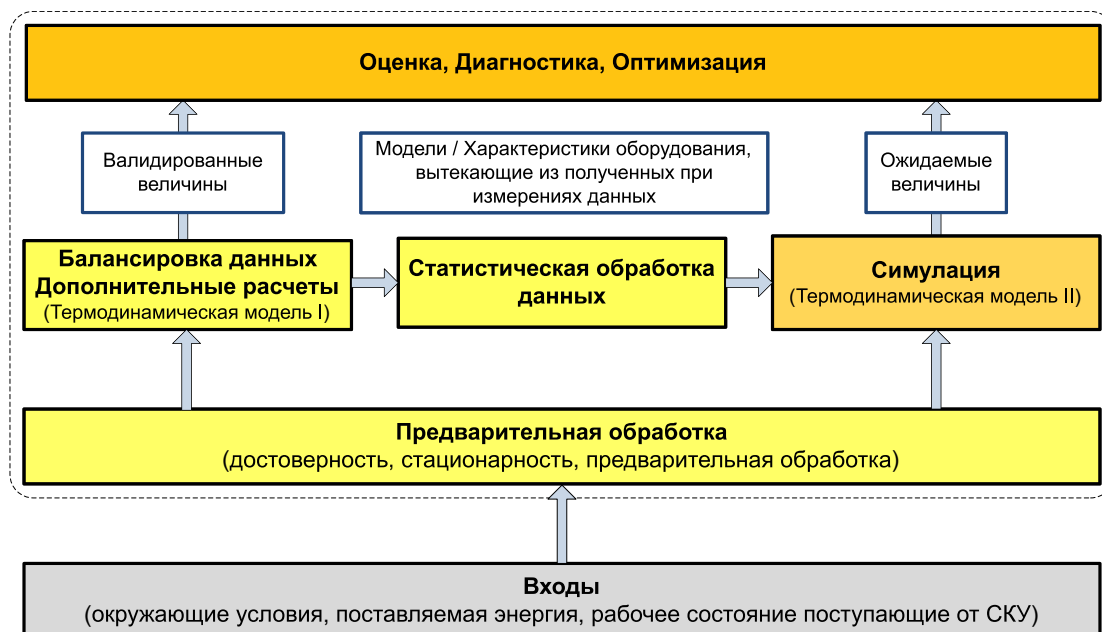 Оценка, Диагностика, Оптимизация
Валидированные
величины
Модели / Характеристики оборудования,
вытекающие из полученных при
измерениях данных
Ожидаемые
величины
Балансировка данных
Дополнительные расчеты
(Термодинамическая модель I)
Статистическая обработка
данных
Симулация
(Термодинамическая модель II)
Предварительная обработка
(достоверность, стационарность, предварительная обработка)
Входы
(окружающие условия, поставляемая энергия, рабочее состояние поступающие от СКУ)